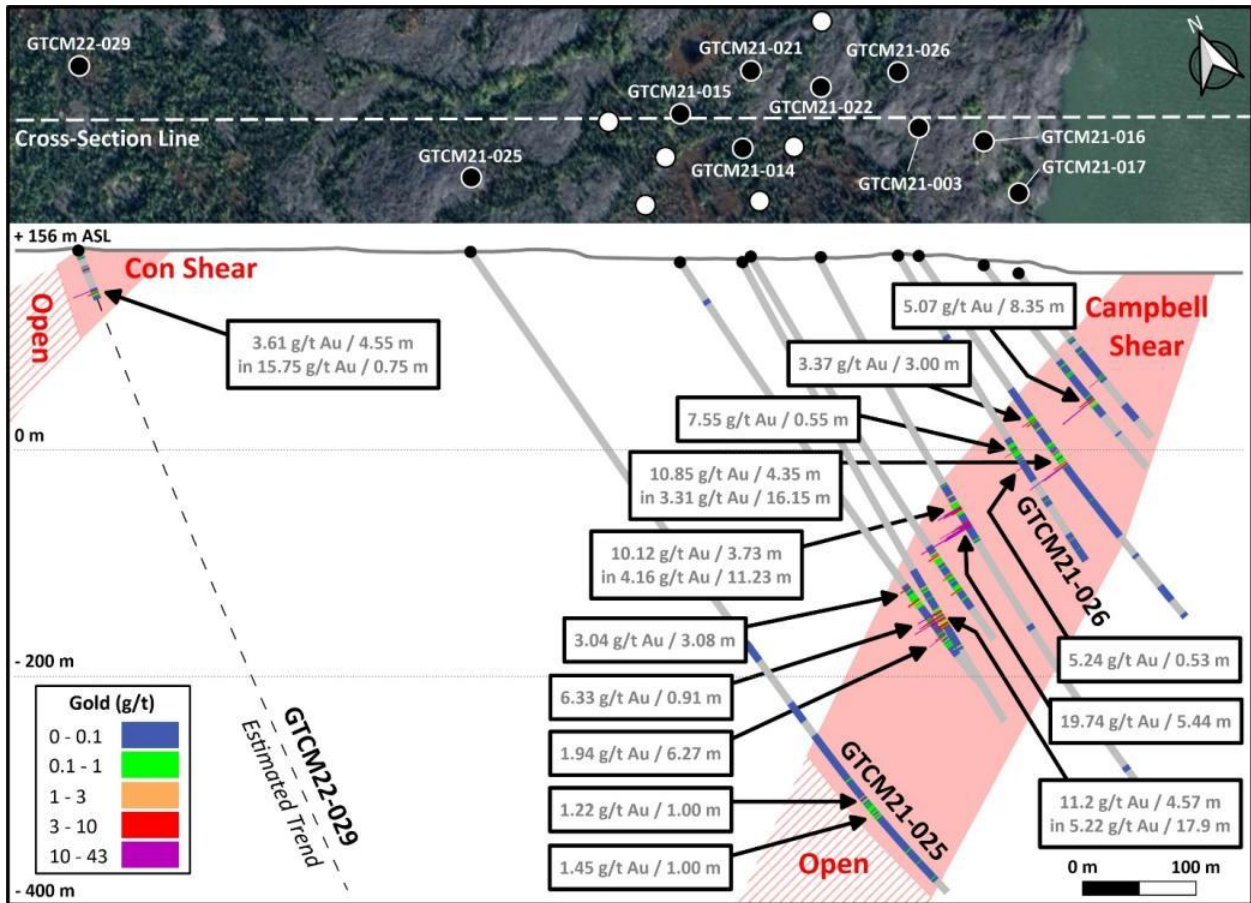 GTCM22-029
GTCM21-021
GTCM21-026
N
GTCM21-015
GTCM21-022
Cross-Section Line
GTCM21-025
GTCM21-014
GTCM21-003
GTCM21-016
GTCM21-017
+ 156 m ASL
Con Shear
Open
3.61 g/t Au / 4.55 m
in 15.75 g/t Au / 0.75 m
5.07 g/t Au / 8.35 m
Campbell
Shear
3.37 g/t Au / 3.00 m
7.55 g/t Au / 0.55 m
0 m
10.85 g/t Au / 4.35 m
in 3.31 g/t Au / 16.15 m
10.12 g/t Au / 3.73 m
in 4.16 g/t Au / 11.23 m
GTCM21-026
3.04 g/t Au / 3.08 m
5.24 g/t Au / 0.53 m
- 200 m
6.33 g/t Au / 0.91 m
19.74 g/t Au / 5.44 m
1.94 g/t Au / 6.27 m
GTCM21-025
1.22 g/t Au / 1.00 m
11.2 g/t Au / 4.57 m
in 5.22 g/t Au / 17.9 m
1.45 g/t Au / 1.00 m
Open
GTCM22-029
Estimated Trend
Gold (g/t)
0 - 0.1
0.1 - 1
1 - 3
3 - 10
10 - 43
0 m
100 m
- 400 m